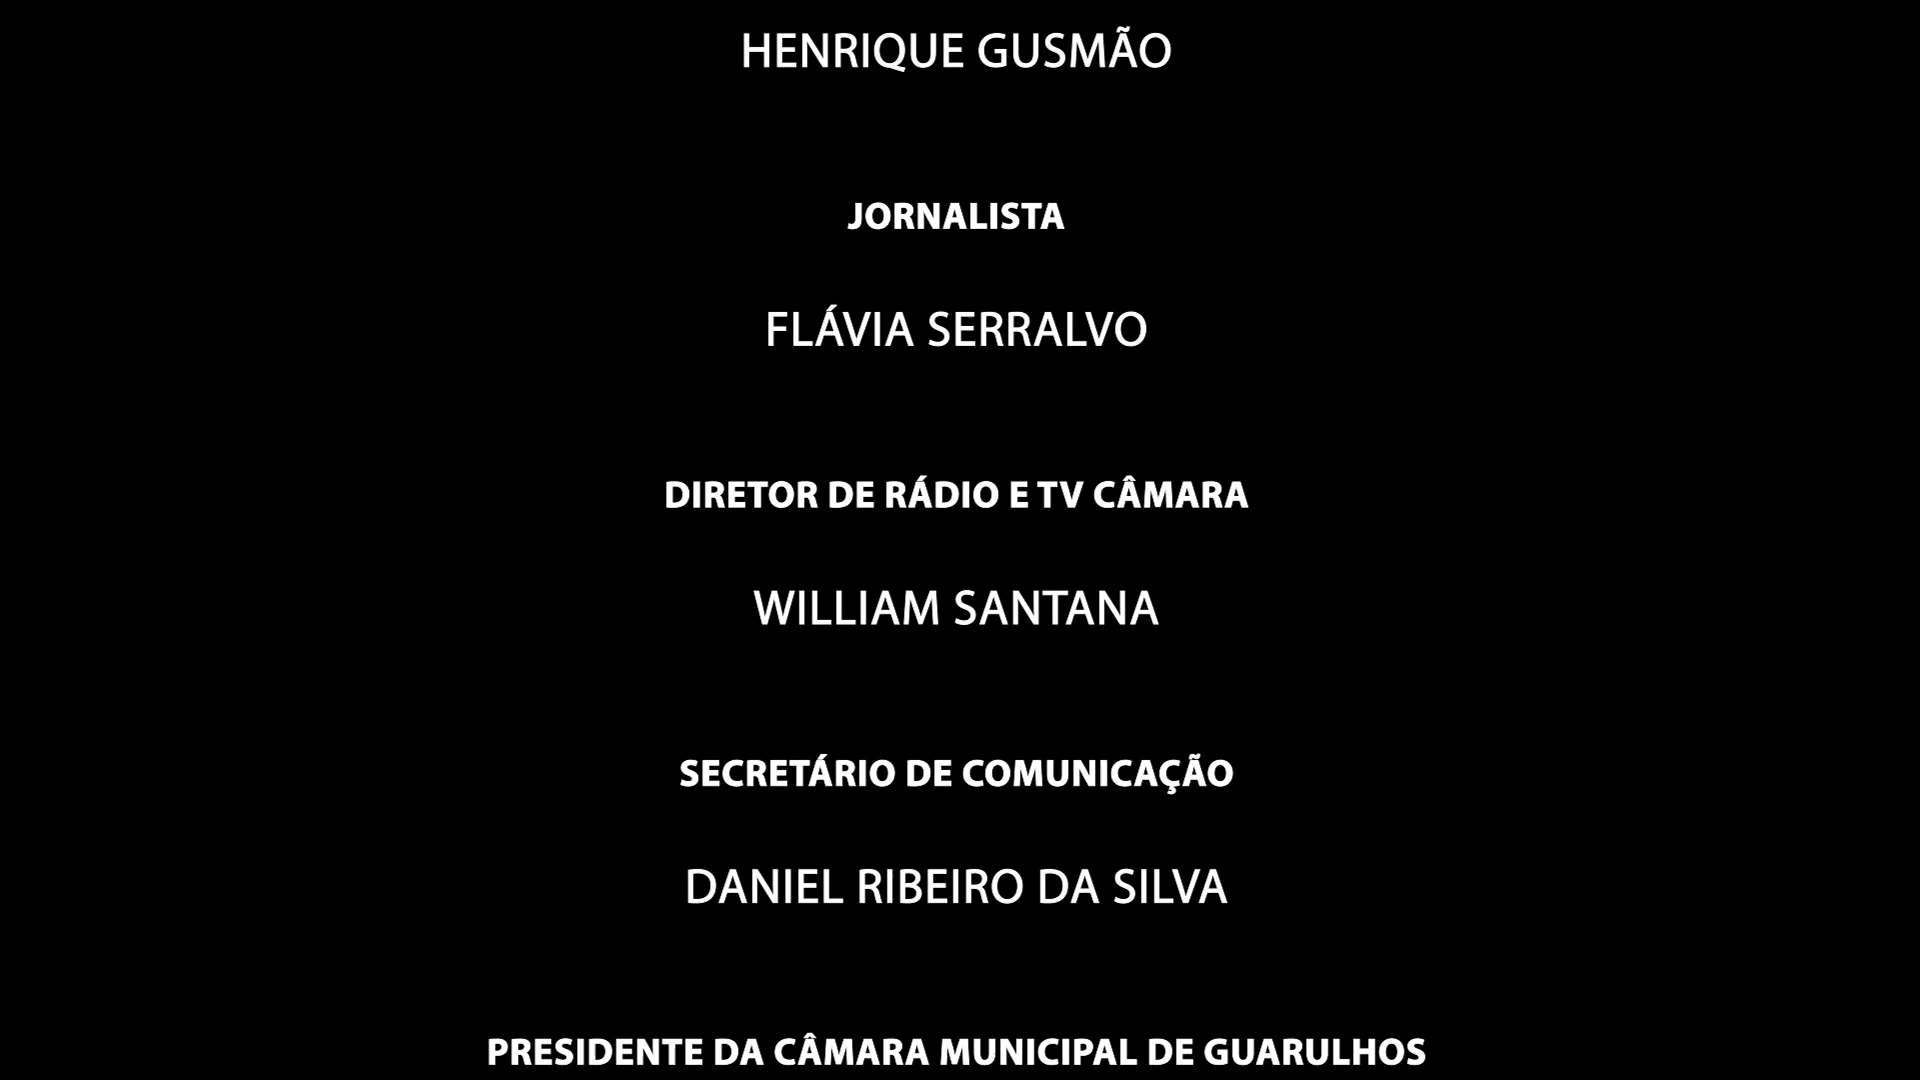 HENRIQUE GUSMÃO
JORNALISTA
FLÁVIA SERRALVO
DIRETOR DE RÁDIO E TV CÂMARA
WILLIAM SANTANA
SECRETÁRIO DE COMUNICAÇÃO
DANIEL RIBEIRO DA SILVA
PRESIDENTE DA CÂMARA MUNICIPAL DE GUARULHOS